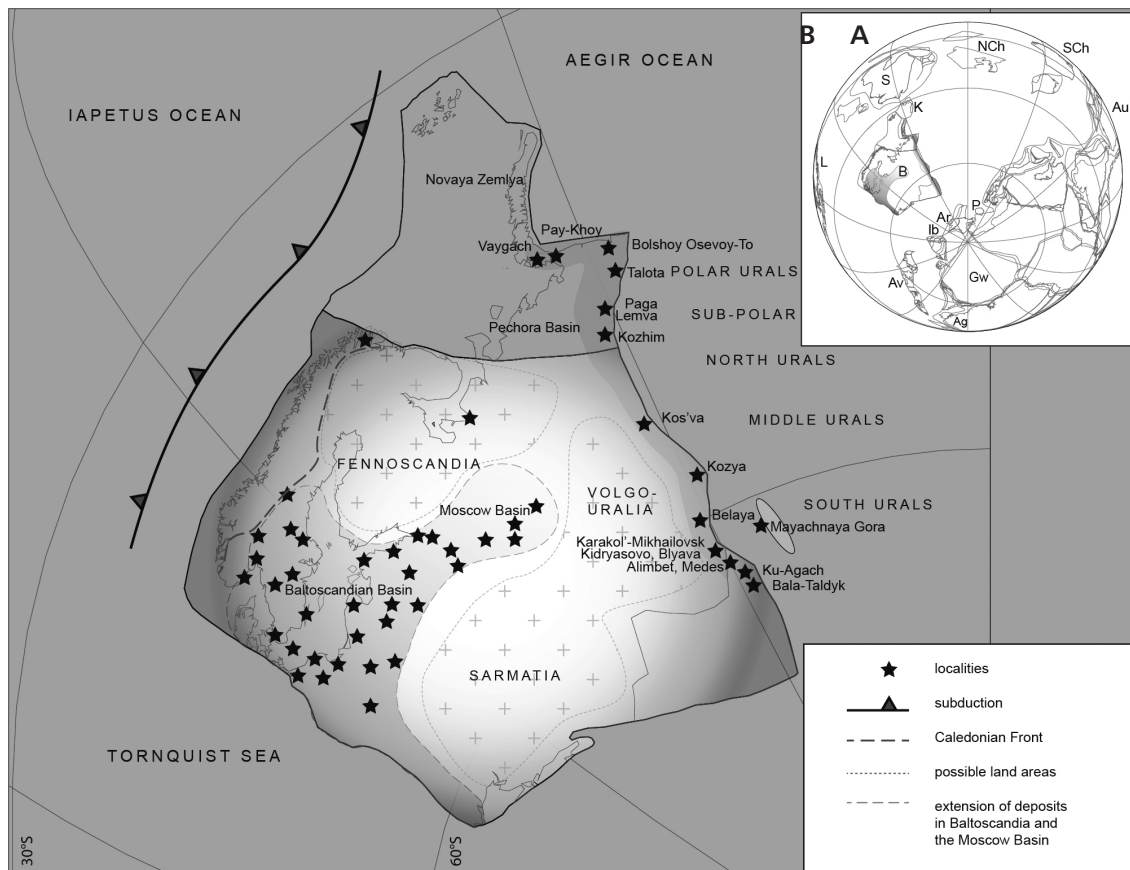 AEGIR OCEAN
IAPETUS OCEAN
B
A
NCh
SCh
S
K
Au
L
B
P
Ar
Ib
Av
Gw
Ag
Novaya Zemlya
Pay-Khoy
Vaygach
Bolshoy Osevoy-To
Talota
POLAR URALS
Paga
Lemva
SUB-POLAR
Pechora Basin
Kozhim
NORTH URALS
Kos'va
MIDDLE URALS
FENNOSCANDIA
Kozya
VOLGO-
URALIA
Moscow Basin
SOUTH URALS
Belaya
Mayachnaya Gora
Karakol'-Mikhailovsk
Kidryasovo, Blyava
Alimbet, Medes
Ku-Agach
Bala-Taldyk
Baltoscandian Basin
SARMATIA
TORNQUIST SEA
30°S
60°S
localities
subduction
Caledonian Front
possible land areas
extension of deposits
in Baltoscandia and
the Moscow Basin